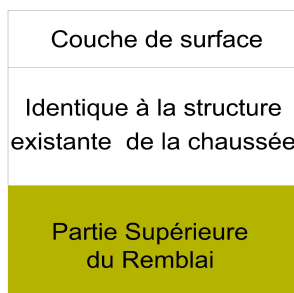 Couche de surface
Identique à la structure
existante de la chaussée
Partie Supérieure
du Remblai